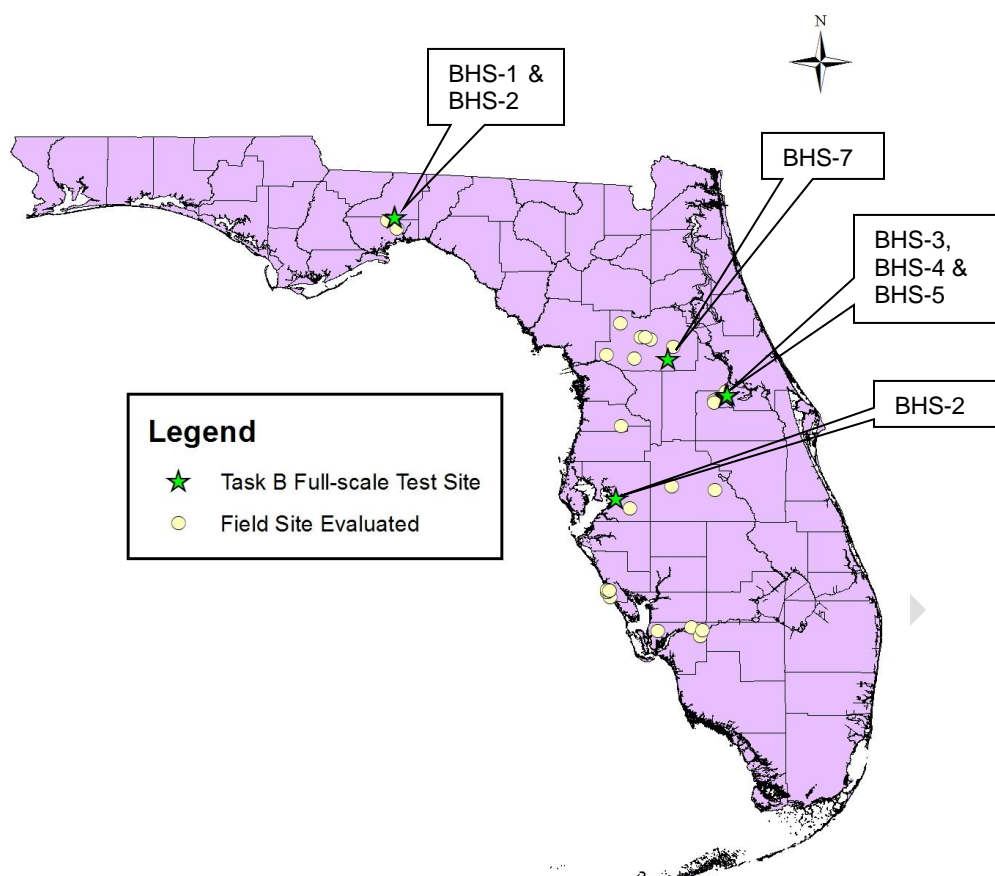 N
BHS-1 &
BHS-2
BHS-7
BHS-3,
BHS-4 &
BHS-5
BHS-2
Legend
Task B Full-scale Test Site
Field Site Evaluated